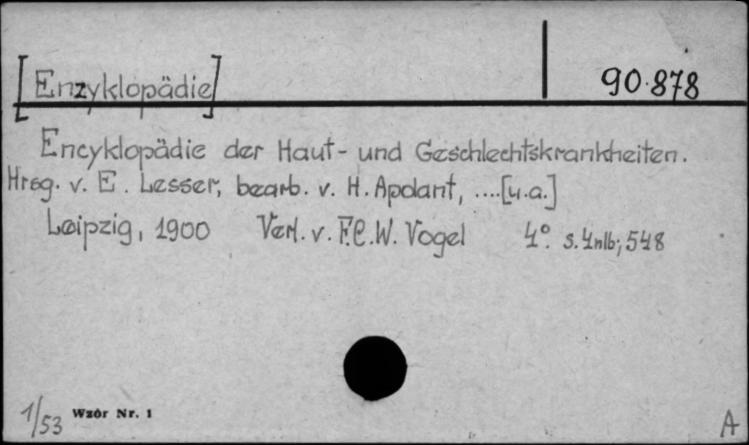 [Enzyklopädie]
90.878
Encyklopädie der Haut- und Geschlechtskrankheiten.
Hrsg. v. E. Lesser, bearb. v. H. Apolant, ....[u.a.]
Leipzig, 1900 Verl. v. F.C.W. Vogel 4° s. 4nlb; 548
1/53 Wzór Nr. 1
A